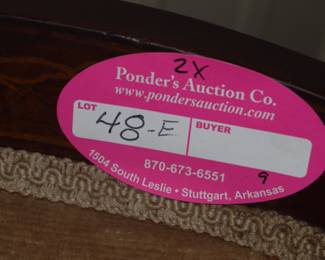 2X
Ponder's Auction Co.
www.pondersauction.com
LOT
48-E
BUYER
870-673-6551
9
1504 South Leslie • Stuttgart, Arkansas